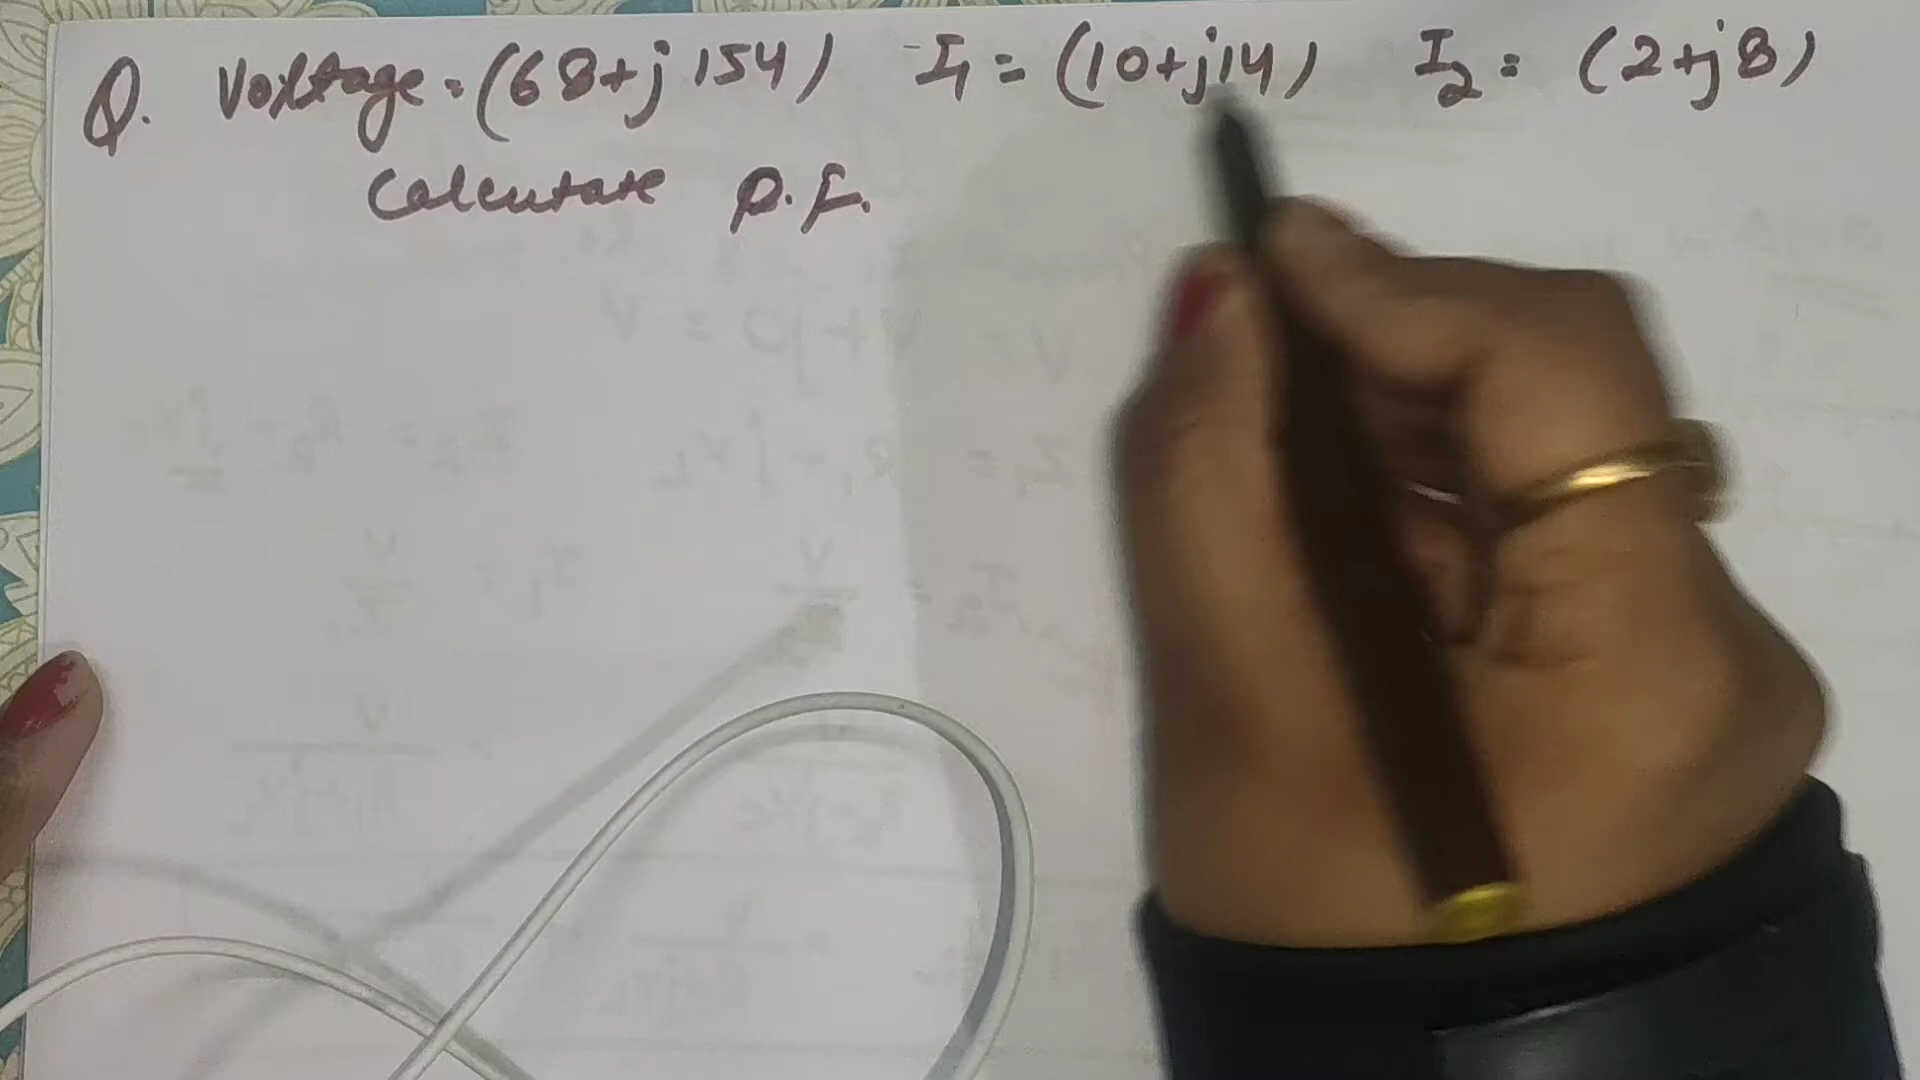 Q. Voltage = (68+j154) I1 = (10+j14) I2 = (2+j8)
Calculate P.F.